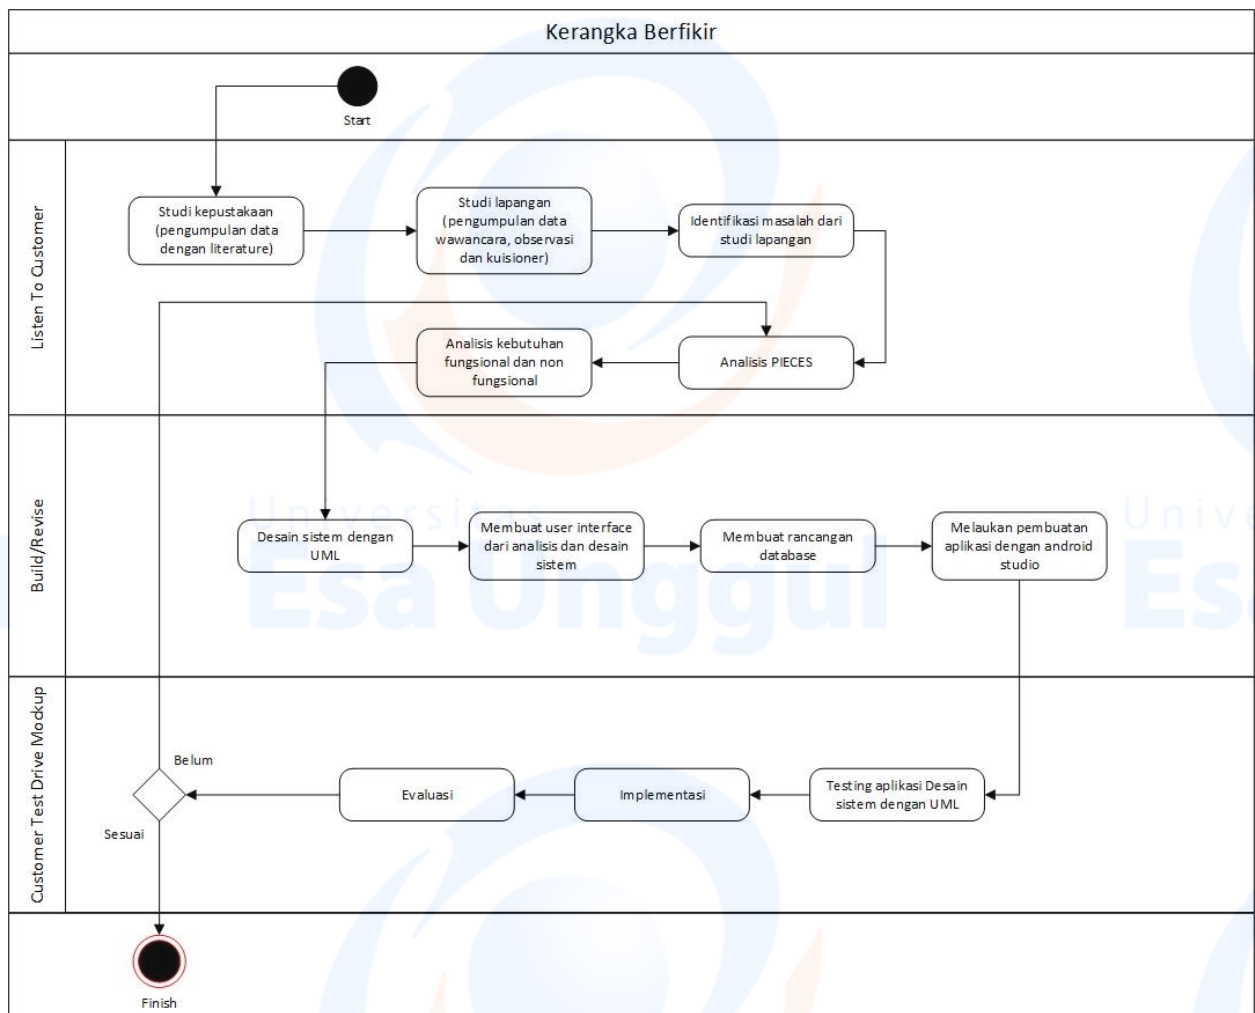 Kerangka Berfikir
Start
Listen To Customer
Studi kepustakaan
(pengumpulan data
dengan literature)
Studi lapangan
(pengumpulan data
wawancara, observasi
dan kuisioner)
Identifikasi masalah dari
studi lapangan
Analisis kebutuhan
fungsional dan non
fungsional
Analisis PIECES
Build/Revise
Universitas
Esa Unggul
Unive
Es
Desain sistem dengan
UML
Membuat user interface
dari analisis dan desain
sistem
Membuat rancangan
database
Melaukan pembuatan
aplikasi dengan android
studio
Customer Test Drive Mockup
Belum
Sesuai
Evaluasi
Implementasi
Testing aplikasi Desain
sistem dengan UML
Finish